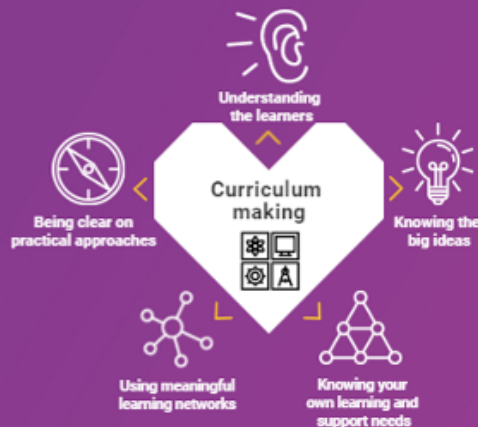 Understanding
the learners
Curriculum
making
Being clear on
practical approaches
Knowing the
big ideas
Using meaningful
learning networks
Knowing your
own learning and
support needs